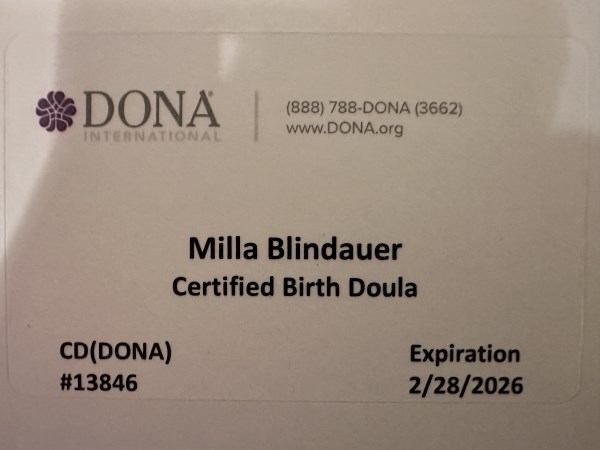 DONA®
INTERNATIONAL
(888) 788-DONA (3662)
www.DONA.org
Milla Blindauer
Certified Birth Doula
CD(DONA)
#13846
Expiration
2/28/2026